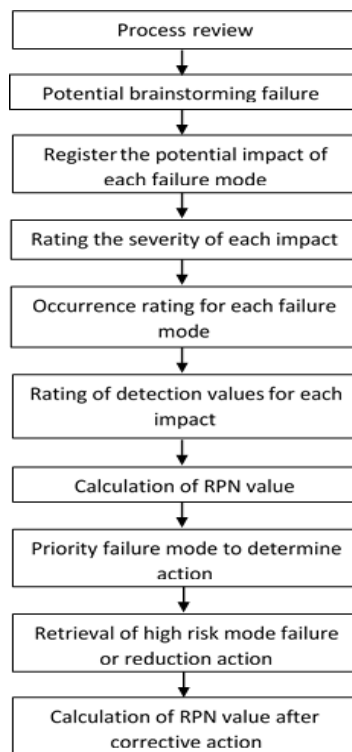 Process review
Potential brainstorming failure
Register the potential impact of
each failure mode
Rating the severity of each impact
Occurrence rating for each failure
mode
Rating of detection values for each
impact
Calculation of RPN value
Priority failure mode to determine
action
Retrieval of high risk mode failure
or reduction action
Calculation of RPN value after
corrective action